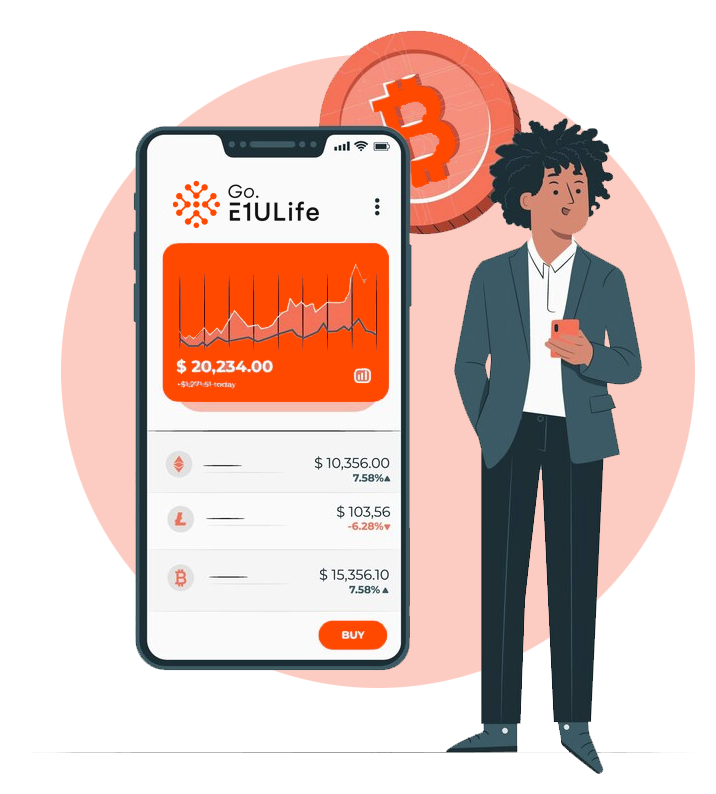 Go.
E1ULife
$ 20,234.00
today
$ 10,356.00
7.58%▲
$ 103,56
-6.28%▼
$ 15,356.10
7.58%▲
BUY